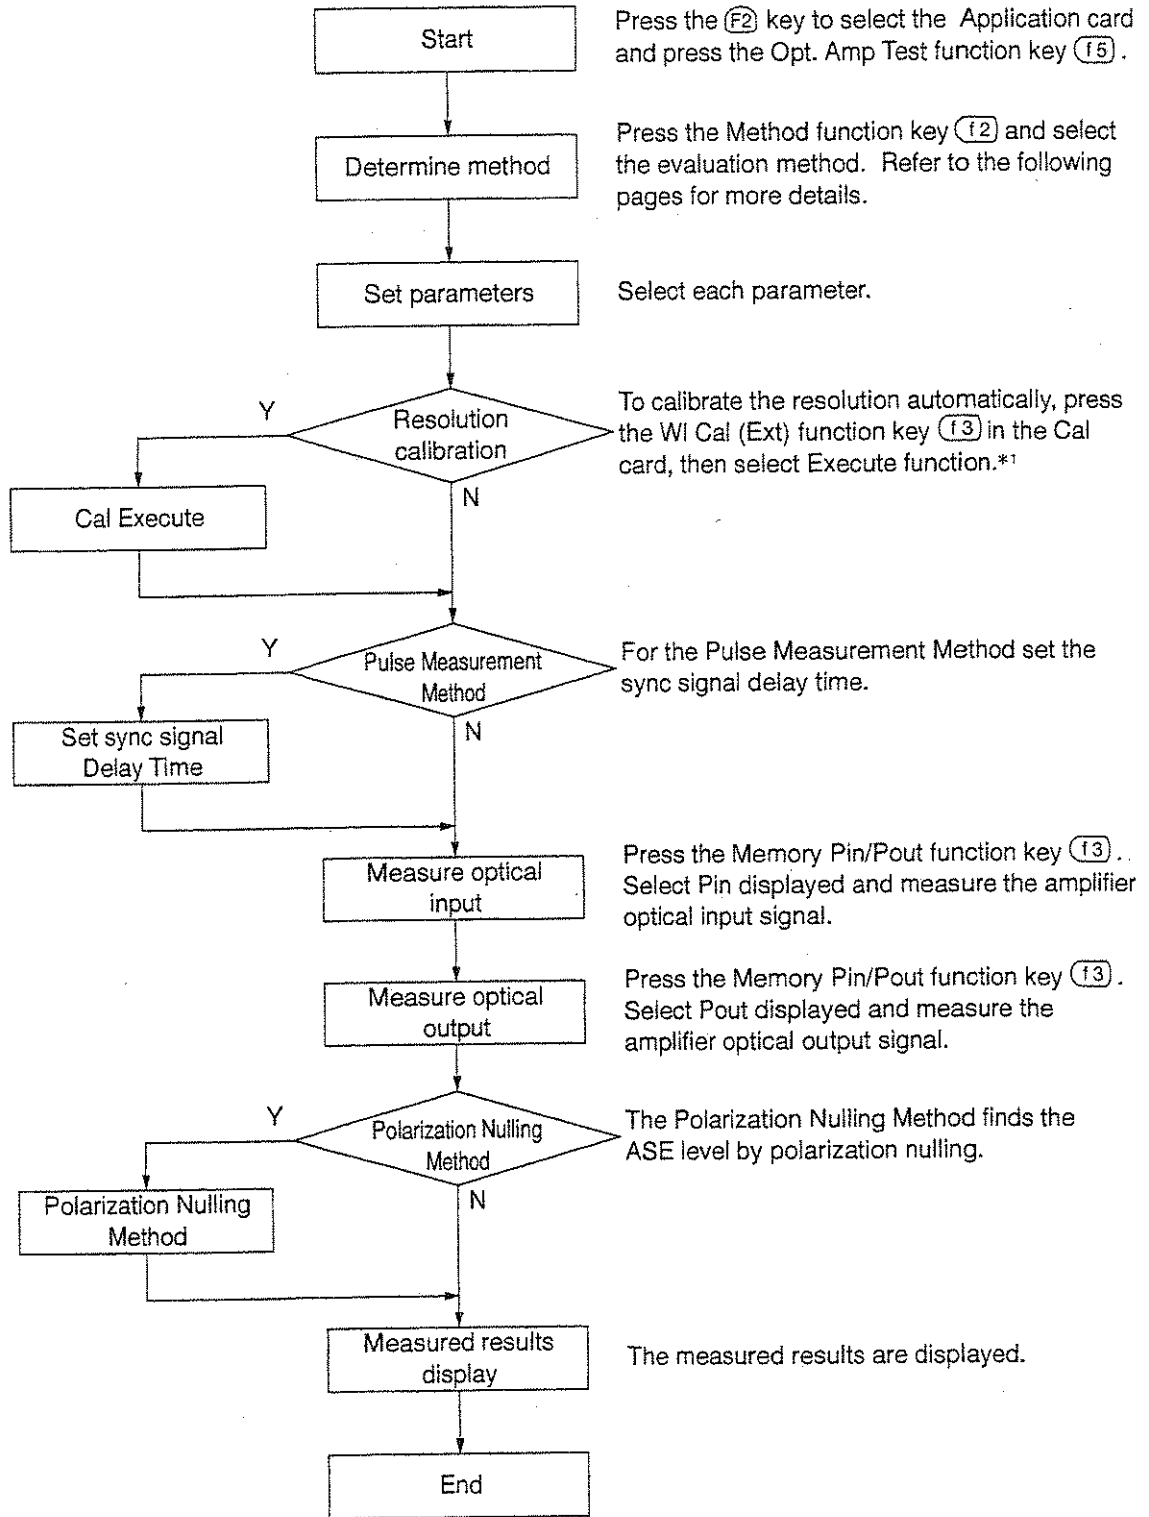 Start
Press the F2 key to select the Application card
and press the Opt. Amp Test function key f5 .
Determine method
Press the Method function key f2 and select
the evaluation method. Refer to the following
pages for more details.
Set parameters
Select each parameter.
Y
Resolution
calibration
N
To calibrate the resolution automatically, press
the Wl Cal (Ext) function key f3 in the Cal
card, then select Execute function.*1
Cal Execute
Y
Pulse Measurement
Method
N
For the Pulse Measurement Method set the
sync signal delay time.
Set sync signal
Delay Time
Measure optical
input
Press the Memory Pin/Pout function key f3 .
Select Pin displayed and measure the amplifier
optical input signal.
Measure optical
output
Press the Memory Pin/Pout function key f3 .
Select Pout displayed and measure the
amplifier optical output signal.
Y
Polarization Nulling
Method
N
The Polarization Nulling Method finds the
ASE level by polarization nulling.
Polarization Nulling
Method
Measured results
display
The measured results are displayed.
End